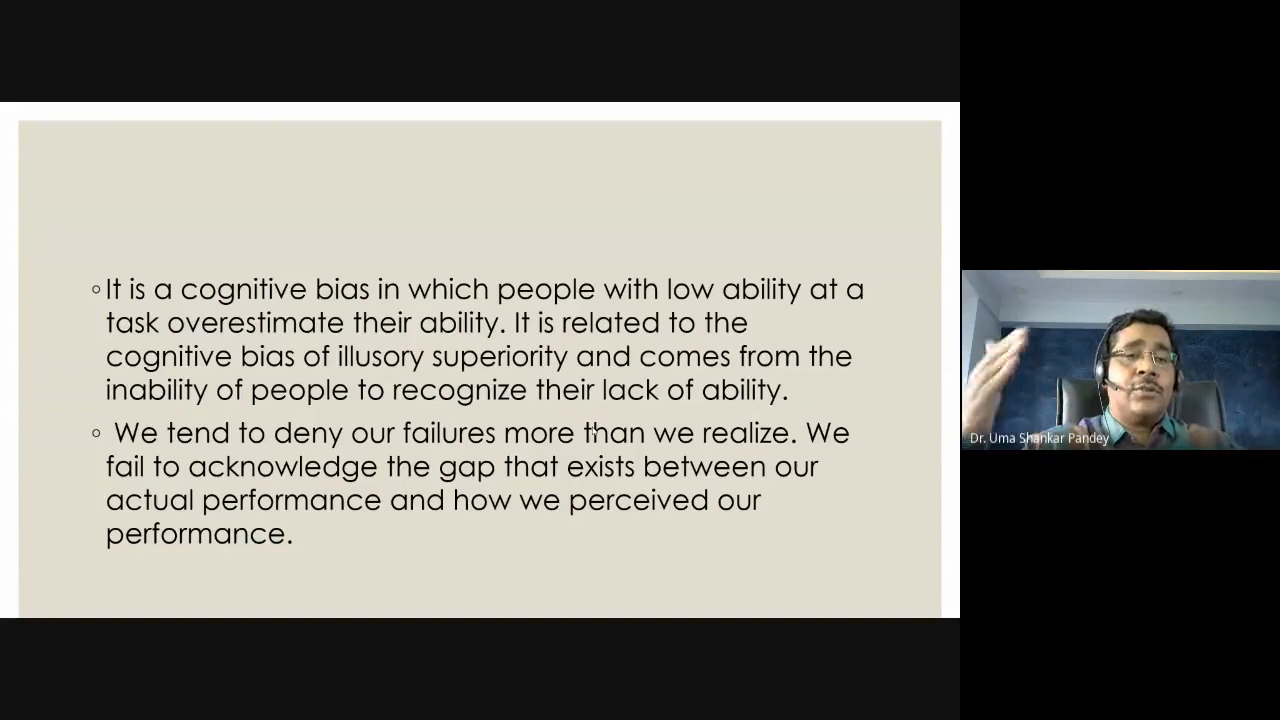 ◦It is a cognitive bias in which people with low ability at a
task overestimate their ability. It is related to the
cognitive bias of illusory superiority and comes from the
inability of people to recognize their lack of ability.
◦ We tend to deny our failures more than we realize. We
fail to acknowledge the gap that exists between our
actual performance and how we perceived our
performance.
Dr. Uma Shankar Pandey